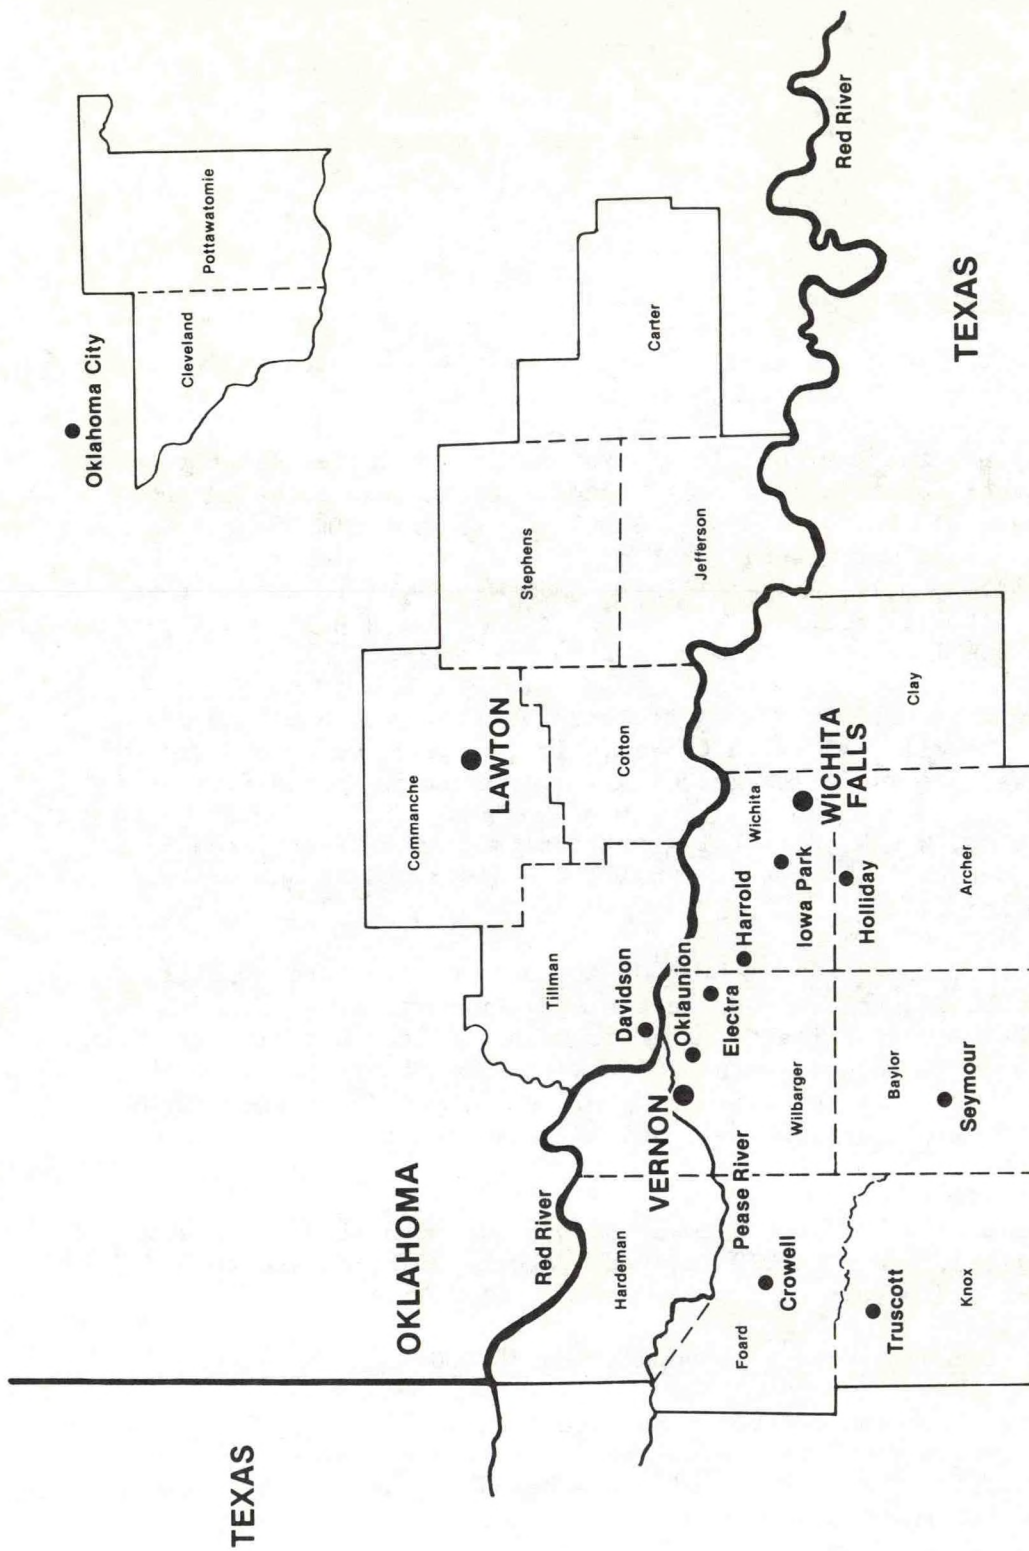 Oklahoma City
Cleveland
Pottawatomie
TEXAS
OKLAHOMA
Commanche
LAWTON
Stephens
Carter
Red River
Tillman
Cotton
Jefferson
Red River
Hardeman
VERNON
Davidson
Oklaunion
Electra
Harrold
Wichita
Iowa Park
WICHITA
FALLS
Holliday
Clay
TEXAS
Pease River
Wilbarger
Foard
Crowell
Truscott
Knox
Baylor
Seymour
Archer